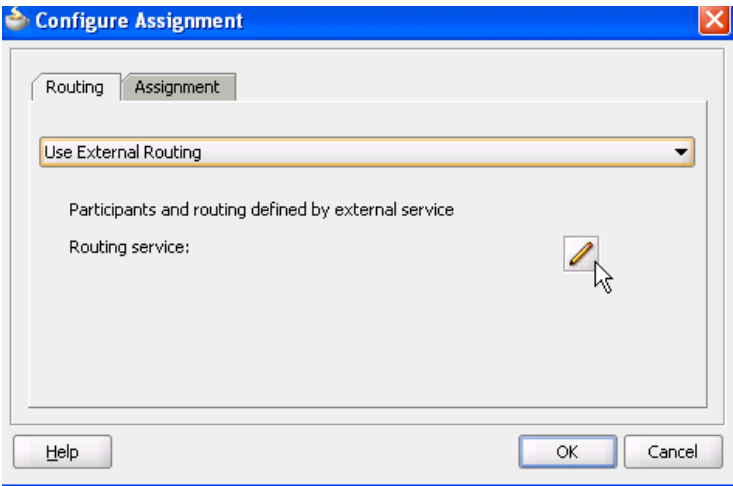 Configure Assignment
Routing
Assignment
Use External Routing
Participants and routing defined by external service
Routing service:
Help
OK
Cancel